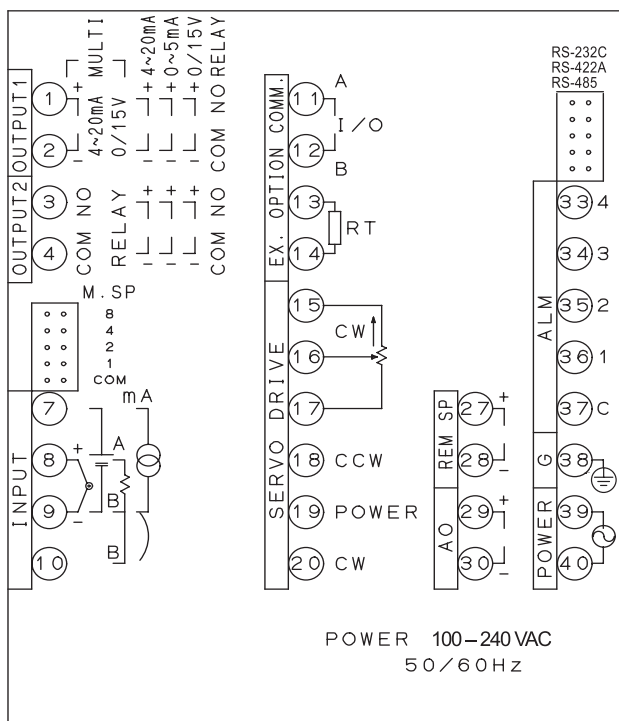 OUTPUT1
1
+
-
2
MULTI
4~20mA
0/15V
+
-
4~20mA
+
-
0~5mA
+
-
0/15V
+
-
RELAY
NO
COM
OUTPUT2
3
4
NO
COM
RELAY
+
-
+
-
+
-
NO
COM
M.SP
8
4
2
1
COM
INPUT
7
8
9
10
+
-
mA
A
B
B
EX. OPTION COMM.
11
12
A
I/O
B
13
14
RT
SERVO DRIVE
15
16
17
CW
18 CCW
19 POWER
20 CW
RS-232C
RS-422A
RS-485
ALM
33 4
34 3
35 2
36 1
37 C
REM SP
27 +
28 -
G
38
AO
29 +
30 -
POWER
39
40
POWER 100–240 VAC
50/60Hz